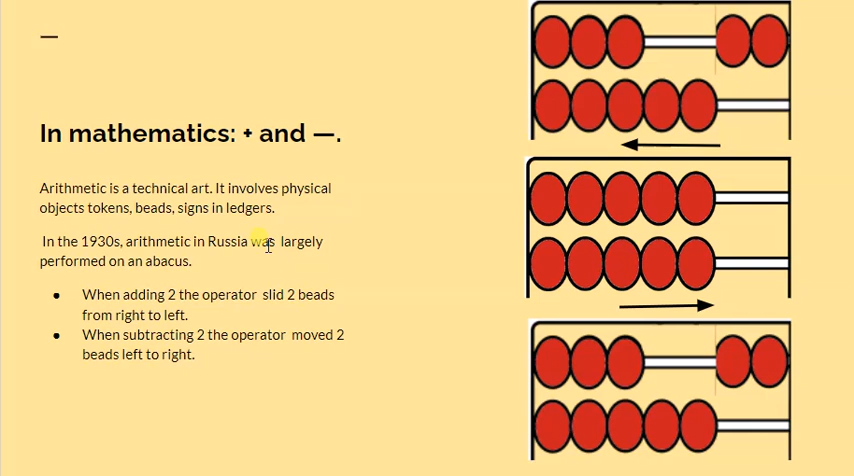 —
In mathematics: + and —.
Arithmetic is a technical art. It involves physical
objects tokens, beads, signs in ledgers.
In the 1930s, arithmetic in Russia was largely
performed on an abacus.
● When adding 2 the operator slid 2 beads
from right to left.
● When subtracting 2 the operator moved 2
beads left to right.